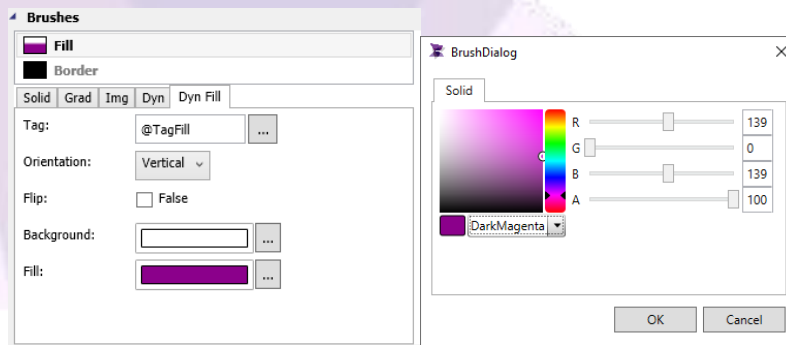 Brushes
Fill
Border
Solid Grad Img Dyn Dyn Fill
Tag: @TagFill ...
Orientation: Vertical
Flip: False
Background: ...
Fill: ...
BrushDialog
Solid
R 139
G 0
B 139
A 100
DarkMagenta
OK Cancel